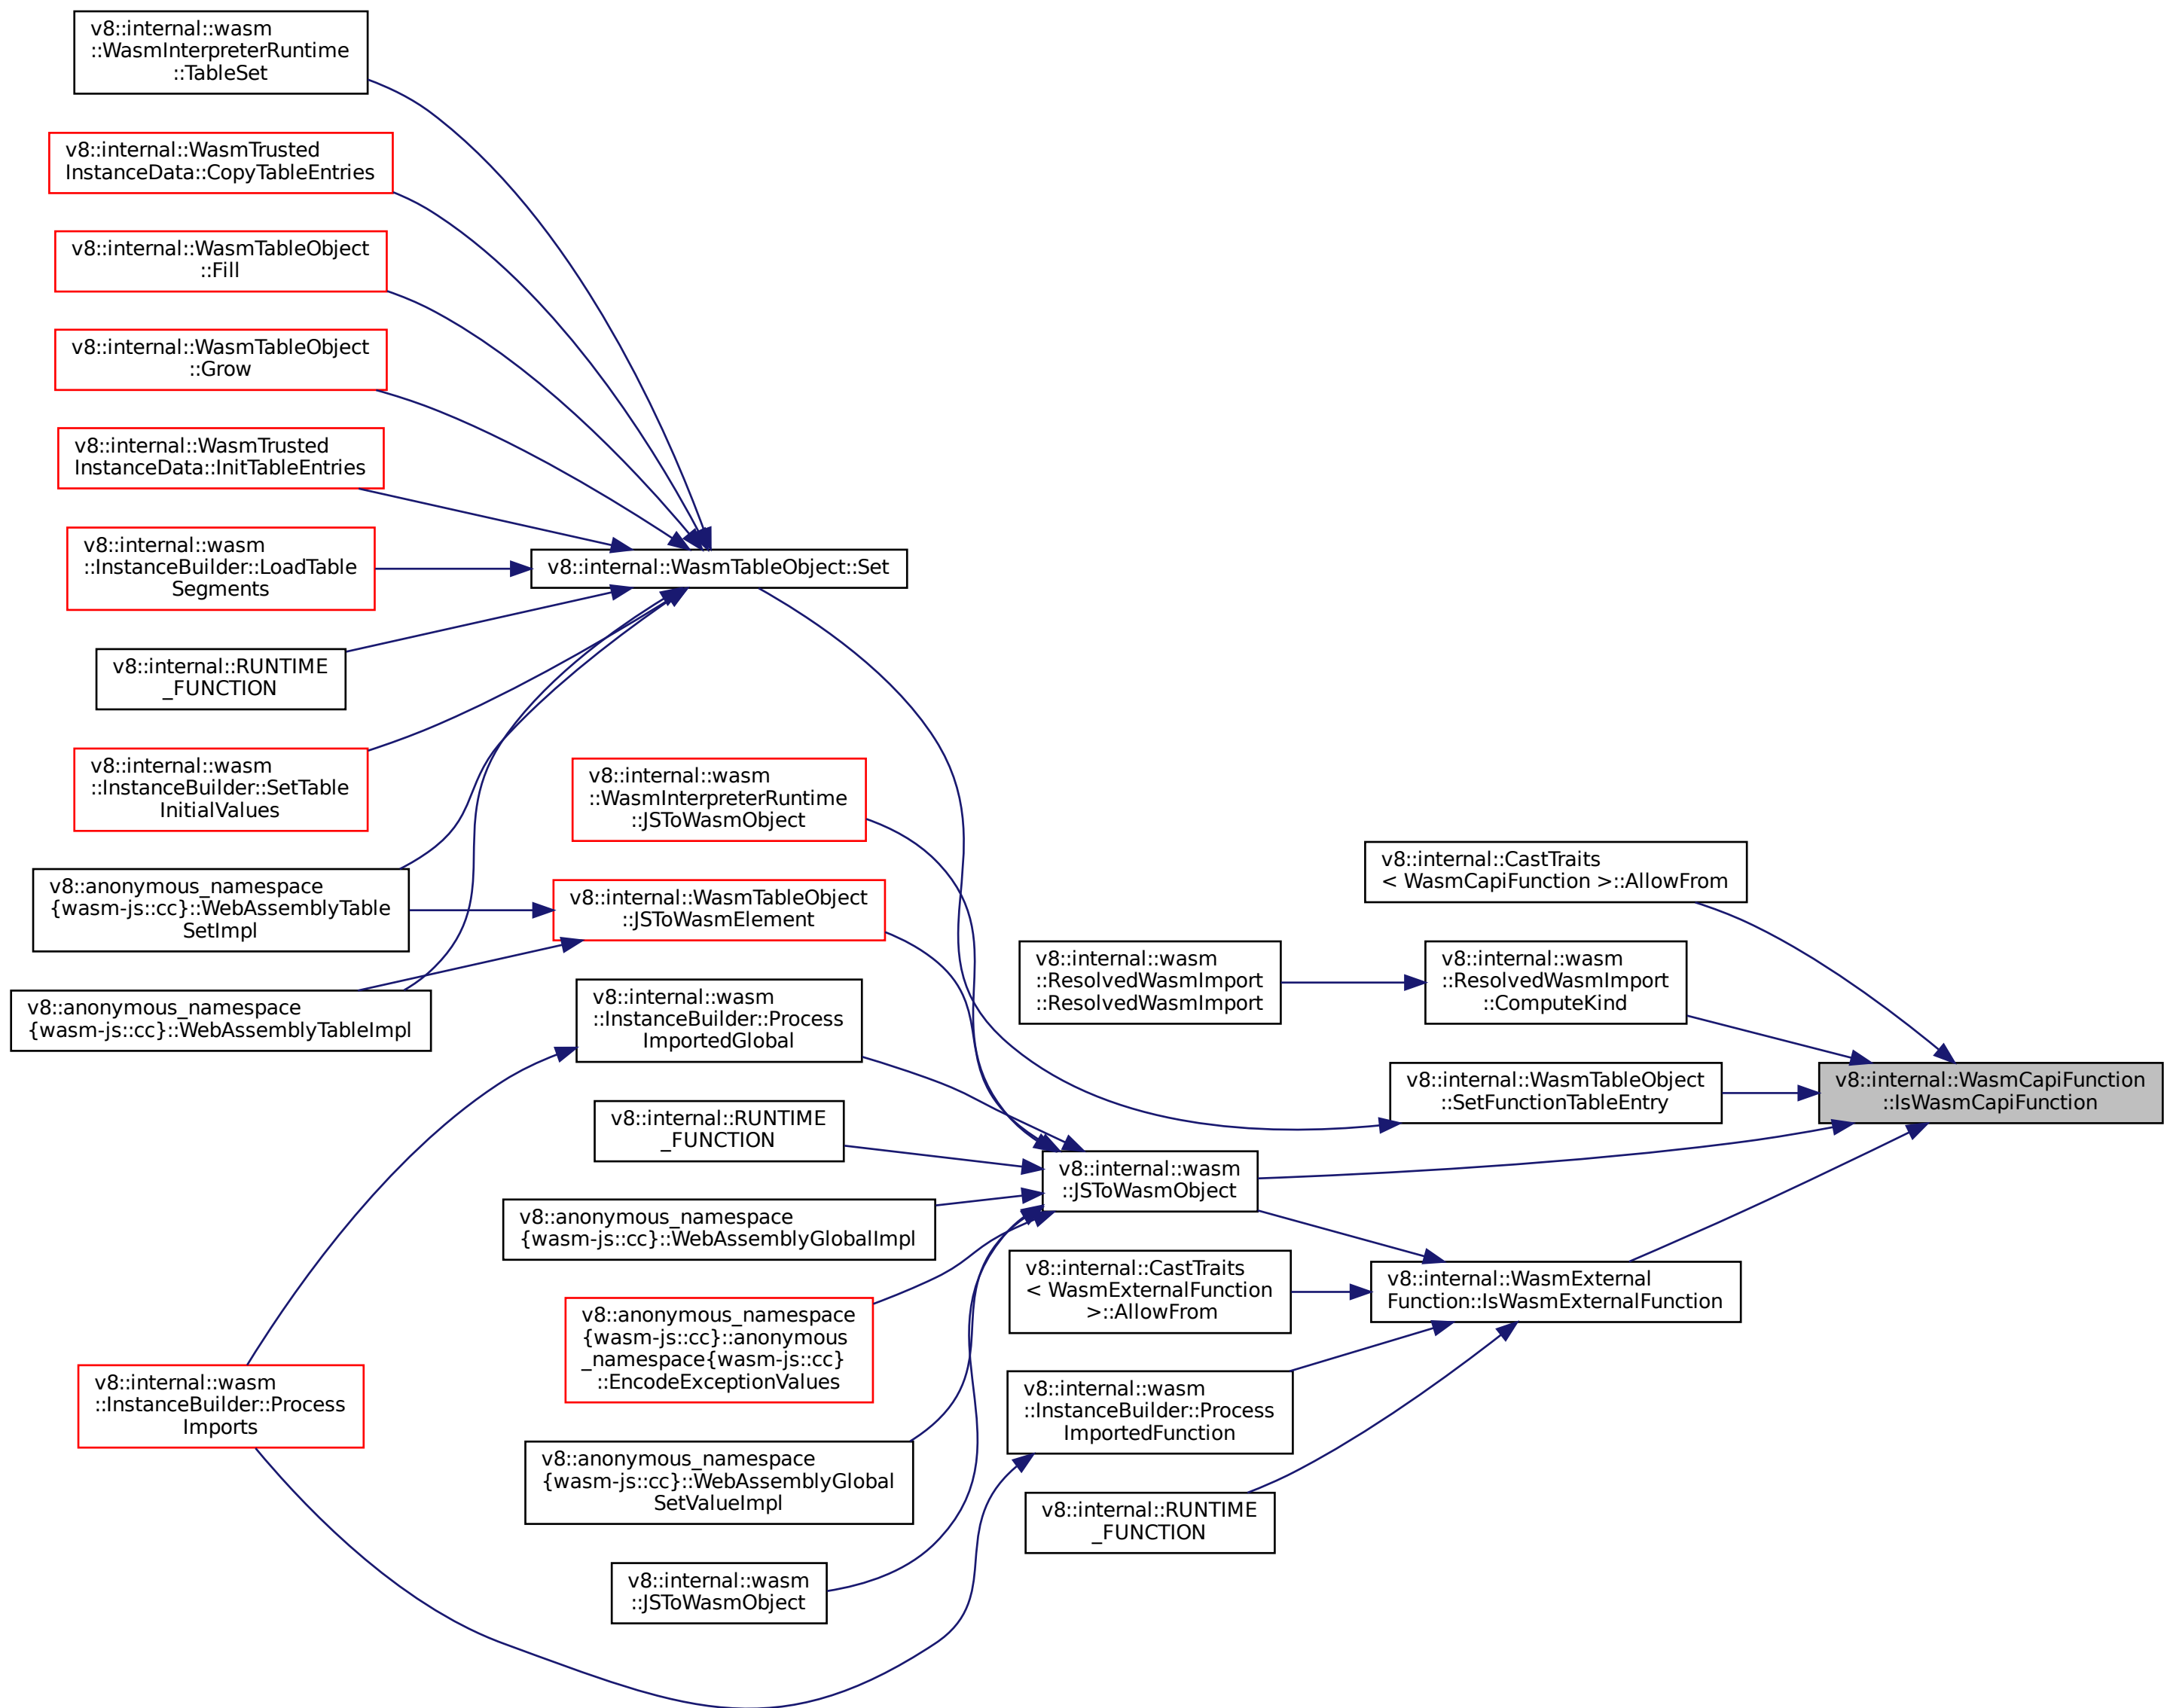 v8::internal::wasm
::WasmInterpreterRuntime
::TableSet
v8::internal::WasmTrusted
InstanceData::CopyTableEntries
v8::internal::WasmTableObject
::Fill
v8::internal::WasmTableObject
::Grow
v8::internal::WasmTrusted
InstanceData::InitTableEntries
v8::internal::wasm
::InstanceBuilder::LoadTable
Segments
v8::internal::WasmTableObject::Set
v8::internal::RUNTIME
_FUNCTION
v8::internal::wasm
::InstanceBuilder::SetTable
InitialValues
v8::internal::wasm
::WasmInterpreterRuntime
::JSToWasmObject
v8::anonymous_namespace
{wasm-js::cc}::WebAssemblyTable
SetImpl
v8::internal::WasmTableObject
::JSToWasmElement
v8::internal::CastTraits
< WasmCapiFunction >::AllowFrom
v8::anonymous_namespace
{wasm-js::cc}::WebAssemblyTableImpl
v8::internal::wasm
::InstanceBuilder::Process
ImportedGlobal
v8::internal::wasm
::ResolvedWasmImport
::ResolvedWasmImport
v8::internal::wasm
::ResolvedWasmImport
::ComputeKind
v8::internal::RUNTIME
_FUNCTION
v8::internal::WasmTableObject
::SetFunctionTableEntry
v8::internal::WasmCapiFunction
::IsWasmCapiFunction
v8::internal::wasm
::JSToWasmObject
v8::anonymous_namespace
{wasm-js::cc}::WebAssemblyGlobalImpl
v8::internal::CastTraits
< WasmExternalFunction
>::AllowFrom
v8::internal::WasmExternal
Function::IsWasmExternalFunction
v8::anonymous_namespace
{wasm-js::cc}::anonymous
_namespace{wasm-js::cc}
::EncodeExceptionValues
v8::internal::wasm
::InstanceBuilder::Process
Imports
v8::internal::wasm
::InstanceBuilder::Process
ImportedFunction
v8::anonymous_namespace
{wasm-js::cc}::WebAssemblyGlobal
SetValueImpl
v8::internal::RUNTIME
_FUNCTION
v8::internal::wasm
::JSToWasmObject